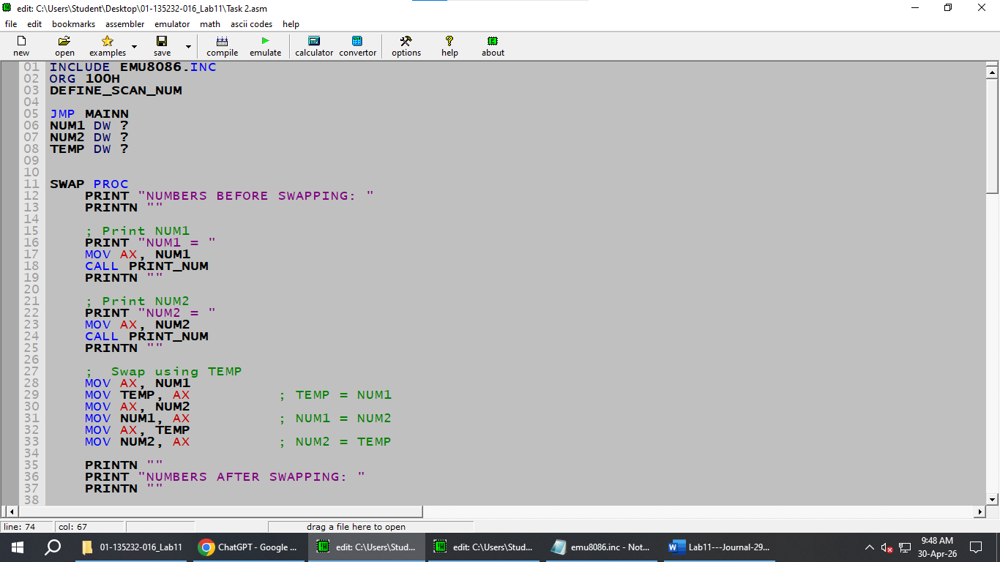 edit: C:\Users\Student\Desktop\01-135232-016_Lab11\Task 2.asm
file edit bookmarks assembler emulator math ascii codes help
new open examples save compile emulate calculator convertor options help about
01 INCLUDE EMU8086.INC
02 ORG 100H
03 DEFINE_SCAN_NUM
04
05 JMP MAINN
06 NUM1 DW ?
07 NUM2 DW ?
08 TEMP DW ?
09
10
11 SWAP PROC
12 PRINT "NUMBERS BEFORE SWAPPING: "
13 PRINTN ""
14
15 ; Print NUM1
16 PRINT "NUM1 = "
17 MOV AX, NUM1
18 CALL PRINT_NUM
19 PRINTN ""
20
21 ; Print NUM2
22 PRINT "NUM2 = "
23 MOV AX, NUM2
24 CALL PRINT_NUM
25 PRINTN ""
26
27 ;  Swap using TEMP
28 MOV AX, NUM1
29 MOV TEMP, AX ; TEMP = NUM1
30 MOV AX, NUM2
31 MOV NUM1, AX ; NUM1 = NUM2
32 MOV AX, TEMP
33 MOV NUM2, AX ; NUM2 = TEMP
34
35 PRINTN ""
36 PRINT "NUMBERS AFTER SWAPPING: "
37 PRINTN ""
38
line: 74 col: 67 drag a file here to open
01-135232-016_Lab11 ChatGPT - Google ... edit: C:\Users\Stud... edit: C:\Users\Stud... emu8086.inc - Not... Lab11---Journal-29... 9:48 AM
30-Apr-26